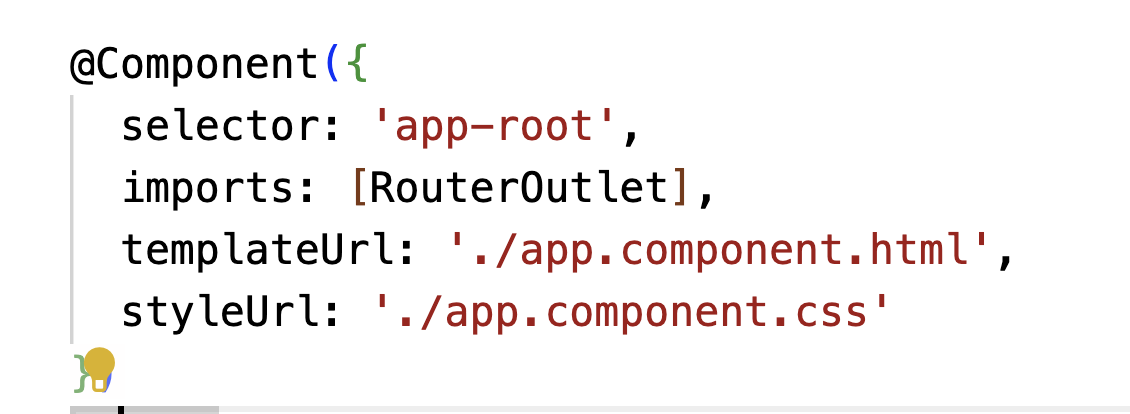 @Component({
  selector: 'app-root',
  imports: [RouterOutlet],
  templateUrl: './app.component.html',
  styleUrl: './app.component.css'
})